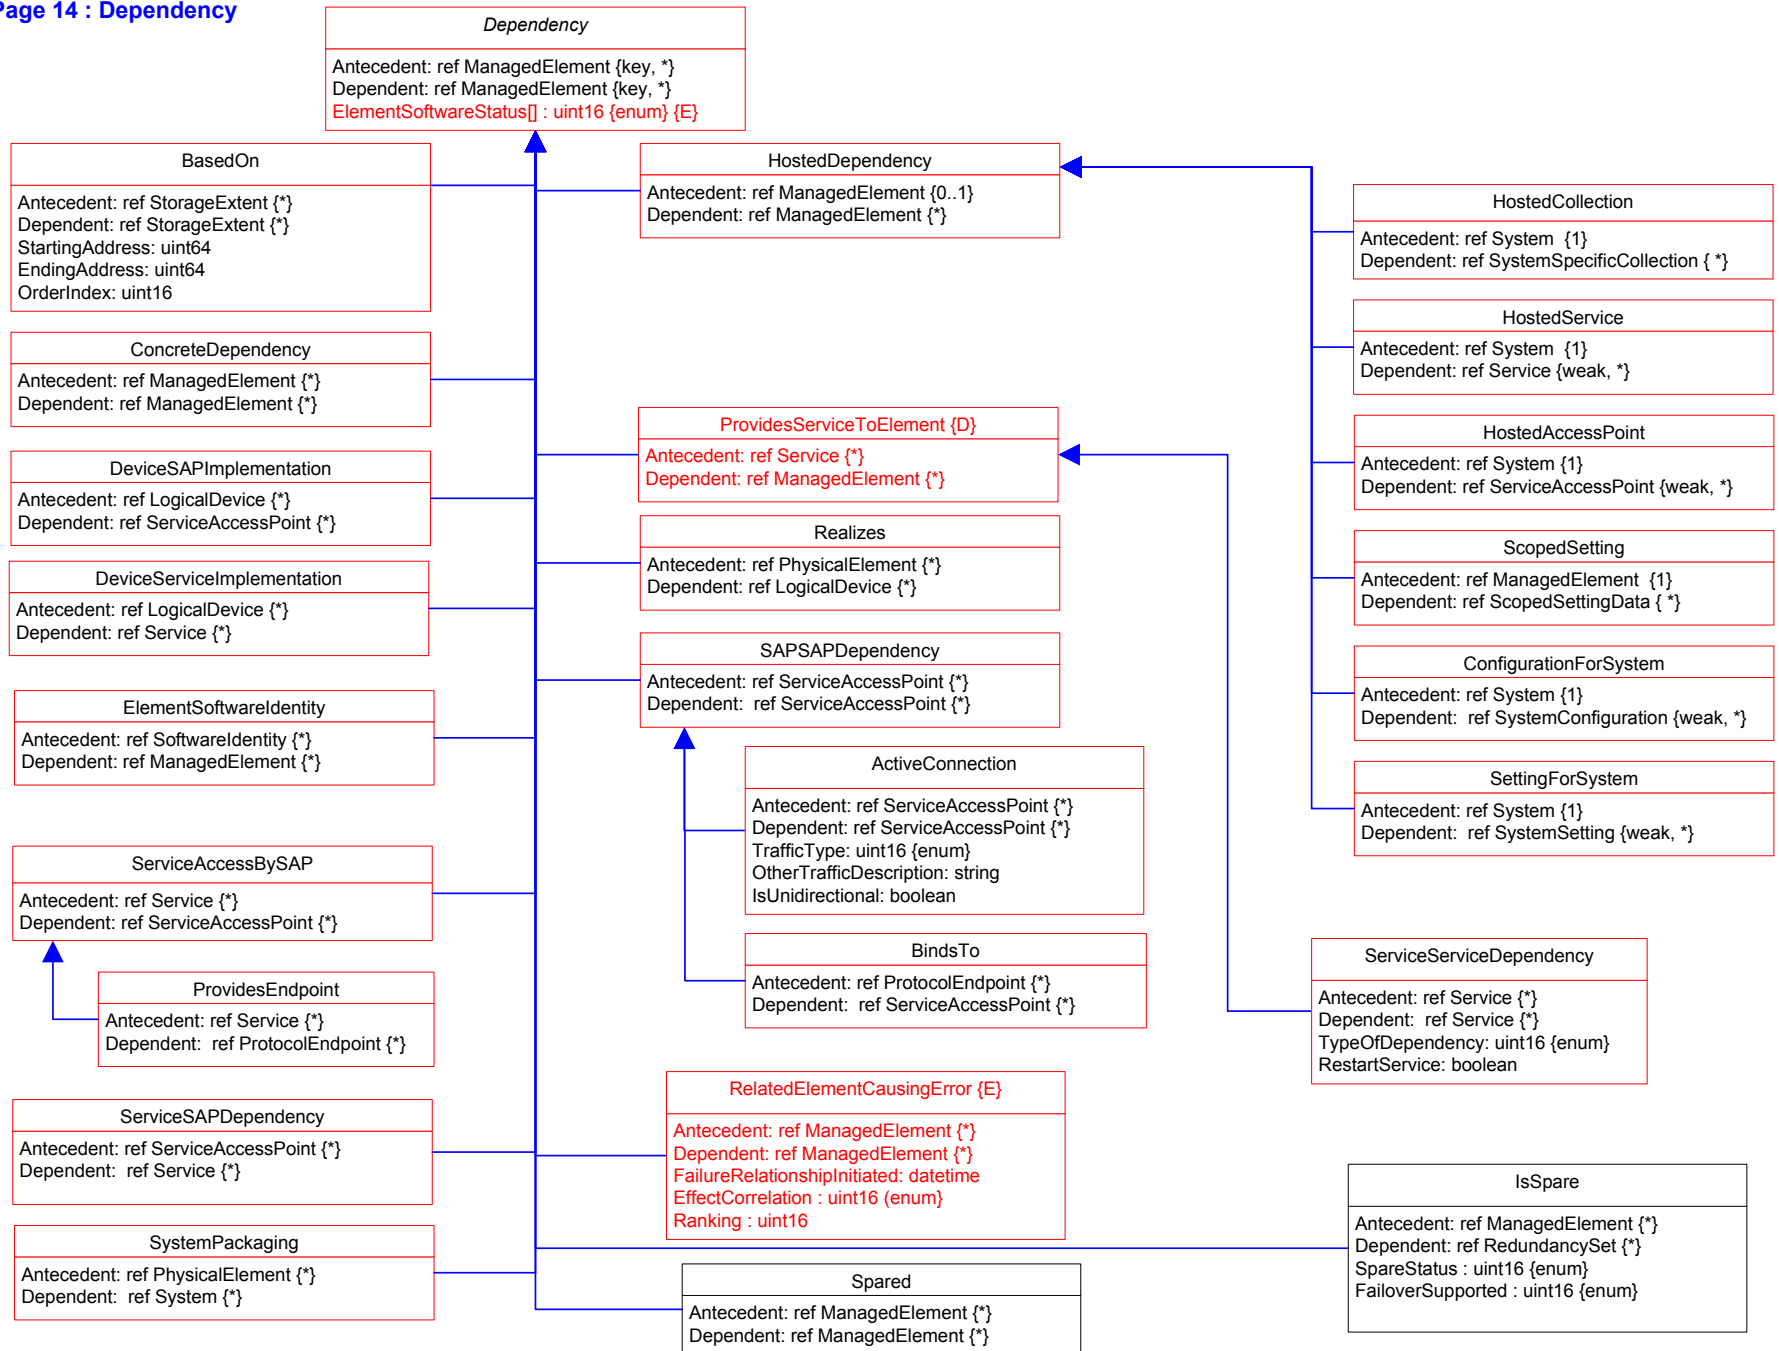 Page 14 : Dependency
Dependency
Antecedent: ref ManagedElement {key, *}
Dependent: ref ManagedElement {key, *}
ElementSoftwareStatus[] : uint16 {enum} {E}
BasedOn
Antecedent: ref StorageExtent {*}
Dependent: ref StorageExtent {*}
StartingAddress: uint64
EndingAddress: uint64
OrderIndex: uint16
ConcreteDependency
Antecedent: ref ManagedElement {*}
Dependent: ref ManagedElement {*}
DeviceSAPImplementation
Antecedent: ref LogicalDevice {*}
Dependent: ref ServiceAccessPoint {*}
DeviceServiceImplementation
Antecedent: ref LogicalDevice {*}
Dependent: ref Service {*}
ElementSoftwareIdentity
Antecedent: ref SoftwareIdentity {*}
Dependent: ref ManagedElement {*}
ServiceAccessBySAP
Antecedent: ref Service {*}
Dependent: ref ServiceAccessPoint {*}
ProvidesEndpoint
Antecedent: ref Service {*}
Dependent:  ref ProtocolEndpoint {*}
ServiceSAPDependency
Antecedent: ref ServiceAccessPoint {*}
Dependent:  ref Service {*}
SystemPackaging
Antecedent: ref PhysicalElement {*}
Dependent:  ref System {*}
HostedDependency
Antecedent: ref ManagedElement {0..1}
Dependent: ref ManagedElement {*}
ProvidesServiceToElement {D}
Antecedent: ref Service {*}
Dependent: ref ManagedElement {*}
Realizes
Antecedent: ref PhysicalElement {*}
Dependent: ref LogicalDevice {*}
SAPSAPDependency
Antecedent: ref ServiceAccessPoint {*}
Dependent:  ref ServiceAccessPoint {*}
ActiveConnection
Antecedent: ref ServiceAccessPoint {*}
Dependent: ref ServiceAccessPoint {*}
TrafficType: uint16 {enum}
OtherTrafficDescription: string
IsUnidirectional: boolean
BindsTo
Antecedent: ref ProtocolEndpoint {*}
Dependent:  ref ServiceAccessPoint {*}
RelatedElementCausingError {E}
Antecedent: ref ManagedElement {*}
Dependent: ref ManagedElement {*}
FailureRelationshipInitiated: datetime
EffectCorrelation : uint16 (enum}
Ranking : uint16
Spared
Antecedent: ref ManagedElement {*}
Dependent: ref ManagedElement {*}
HostedCollection
Antecedent: ref System  {1}
Dependent: ref SystemSpecificCollection { *}
HostedService
Antecedent: ref System  {1}
Dependent: ref Service {weak, *}
HostedAccessPoint
Antecedent: ref System {1}
Dependent: ref ServiceAccessPoint {weak, *}
ScopedSetting
Antecedent: ref ManagedElement  {1}
Dependent: ref ScopedSettingData { *}
ConfigurationForSystem
Antecedent: ref System {1}
Dependent:  ref SystemConfiguration {weak, *}
SettingForSystem
Antecedent: ref System {1}
Dependent:  ref SystemSetting {weak, *}
ServiceServiceDependency
Antecedent: ref Service {*}
Dependent:  ref Service {*}
TypeOfDependency: uint16 {enum}
RestartService: boolean
IsSpare
Antecedent: ref ManagedElement {*}
Dependent: ref RedundancySet {*}
SpareStatus : uint16 {enum}
FailoverSupported : uint16 {enum}